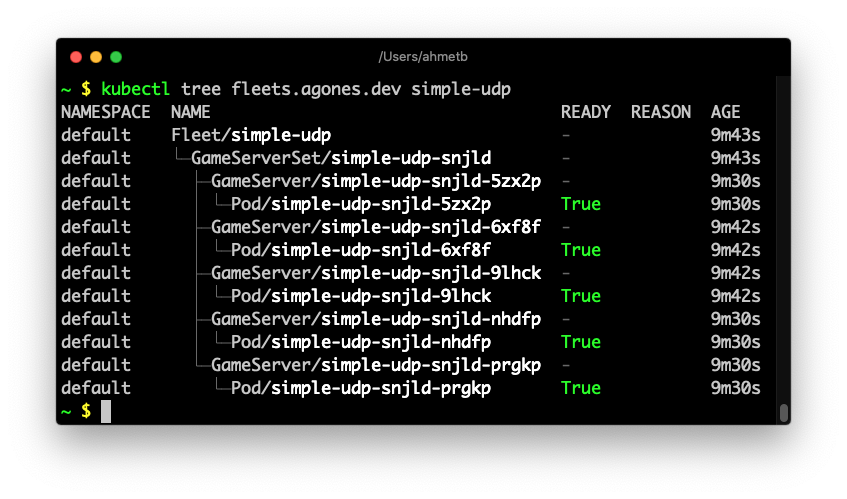 /Users/ahmetb
~ $ kubectl tree fleets.agones.dev simple-udp
NAMESPACE  NAME                                   READY  REASON  AGE
default    Fleet/simple-udp                       -              9m43s
default    └─GameServerSet/simple-udp-snjld       -              9m43s
default      ├─GameServer/simple-udp-snjld-5zx2p  -              9m30s
default      │ └─Pod/simple-udp-snjld-5zx2p       True           9m30s
default      ├─GameServer/simple-udp-snjld-6xf8f  -              9m42s
default      │ └─Pod/simple-udp-snjld-6xf8f       True           9m42s
default      ├─GameServer/simple-udp-snjld-9lhck  -              9m42s
default      │ └─Pod/simple-udp-snjld-9lhck       True           9m42s
default      ├─GameServer/simple-udp-snjld-nhdfp  -              9m30s
default      │ └─Pod/simple-udp-snjld-nhdfp       True           9m30s
default      └─GameServer/simple-udp-snjld-prgkp  -              9m30s
default        └─Pod/simple-udp-snjld-prgkp       True           9m30s
~ $